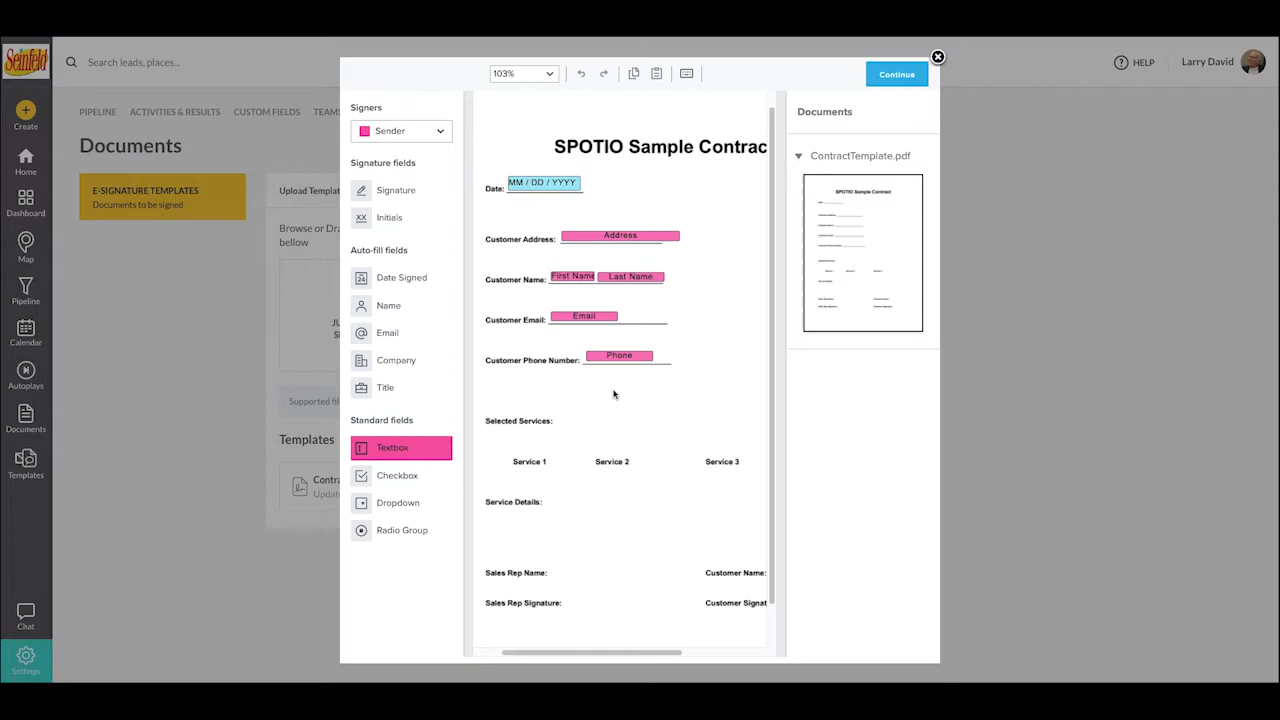 Seinfeld
Search leads, places...
HELP
Larry David
Create
Home
Dashboard
Map
Pipeline
Calendar
Autoplays
Documents
Templates
Chat
Settings
PIPELINE
ACTIVITIES & RESULTS
CUSTOM FIELDS
TEAMS
Documents
E-SIGNATURE TEMPLATES
Documents to be signed
Upload Templat
Browse or Dra
bellow
Supported fil
Templates
Contra
Update
103%
Continue
Signers
Sender
Signature fields
Signature
Initials
Auto-fill fields
Date Signed
Name
Email
Company
Title
Standard fields
Textbox
Checkbox
Dropdown
Radio Group
SPOTIO Sample Contrac
Date: MM / DD / YYYY
Customer Address: Address
Customer Name: First Name Last Name
Customer Email: Email
Customer Phone Number: Phone
Selected Services:
Service 1 Service 2 Service 3
Service Details:
Sales Rep Name: Customer Name:
Sales Rep Signature: Customer Signat
Documents
ContractTemplate.pdf
SPOTIO Sample Contract